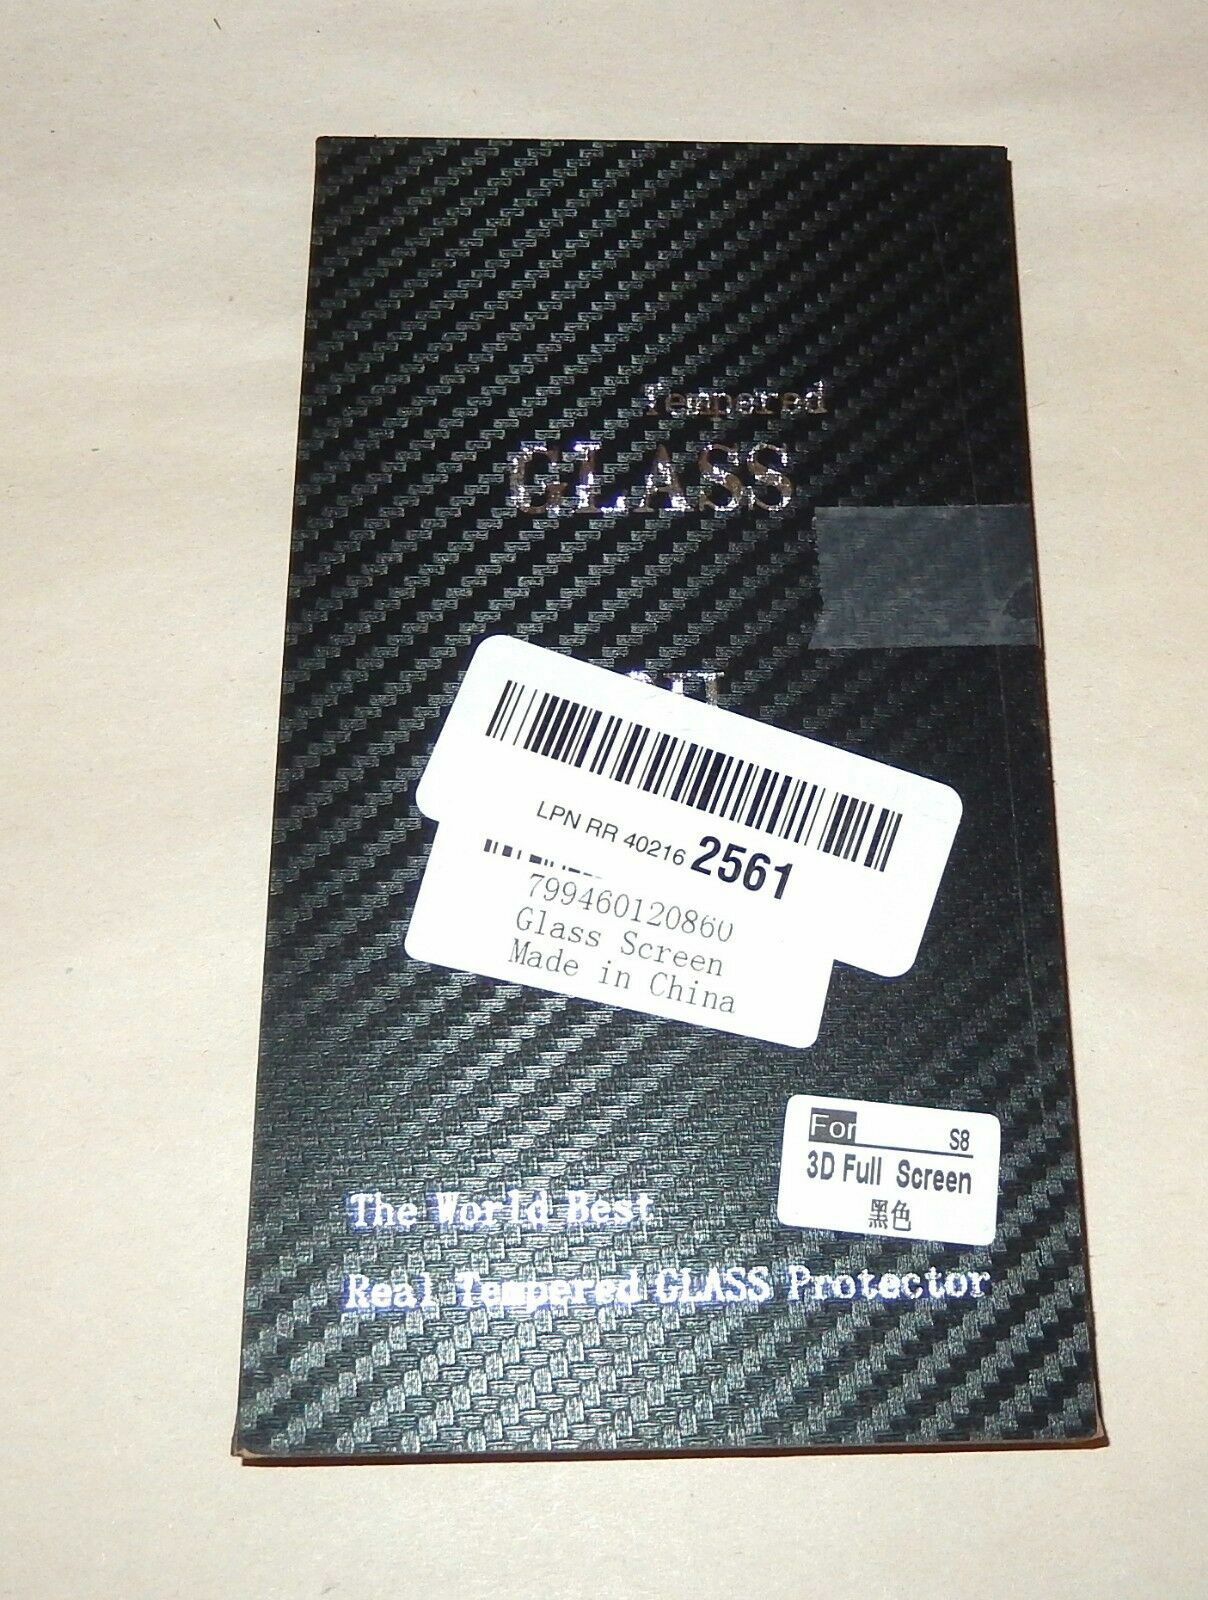 Tempered
GLASS
LPN RR 40216 2561
799460120860
Glass Screen
Made in China
For S8
3D Full Screen
黑色
The World Best
Real Tempered GLASS Protector